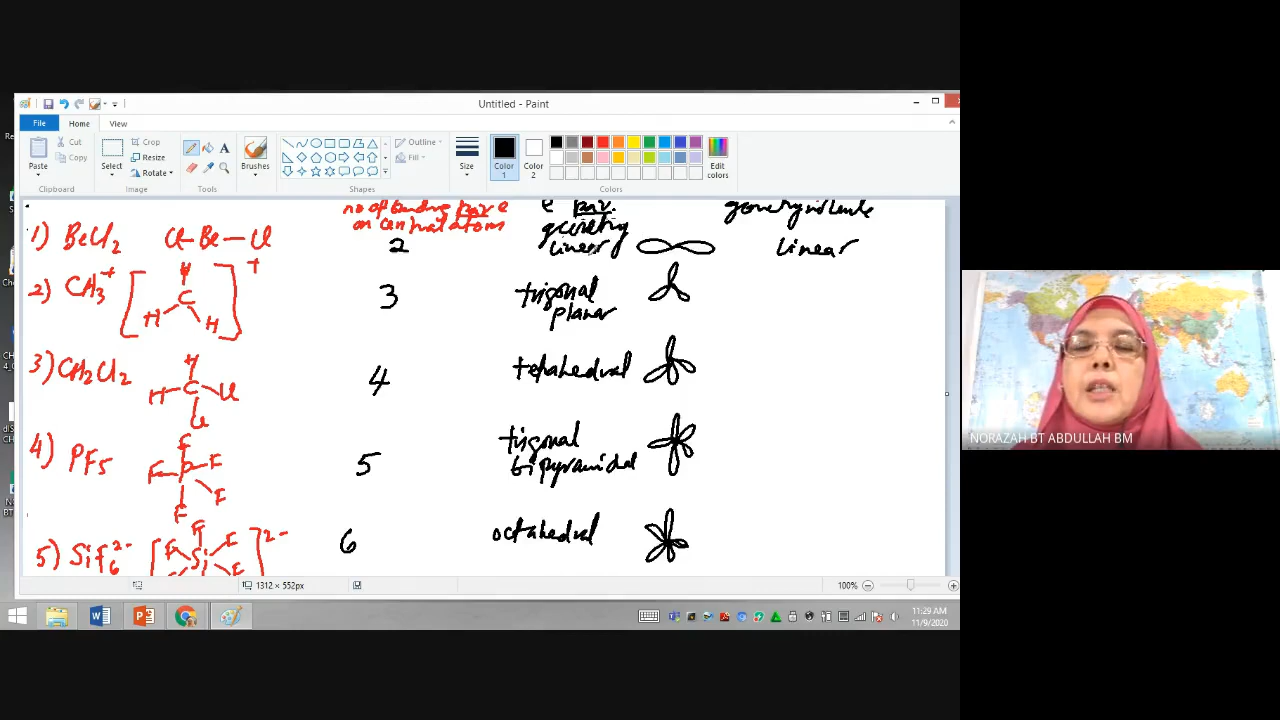 Untitled - Paint
File Home View
Paste Cut Copy Select Crop Resize Rotate Brushes Outline Fill Size Color 1 Color 2 Edit colors
Clipboard Image Tools Shapes Colors
no of bonding pair e
on central atoms
e pair
geometry
geometry molecule
1) BeCl2 Cl-Be-Cl 2 linear linear
2) CH3+ [H C H H]+ 3 trigonal planar
3) CH2Cl2 H H C Cl Cl 4 tetrahedral
4) PF5 F F P F F F 5 trigonal bipyramidal
5) SiF6 2- [F F Si F F]2- 6 octahedral
NORAZAH BT ABDULLAH BM
1312 × 552px 100%
11:29 AM
11/9/2020